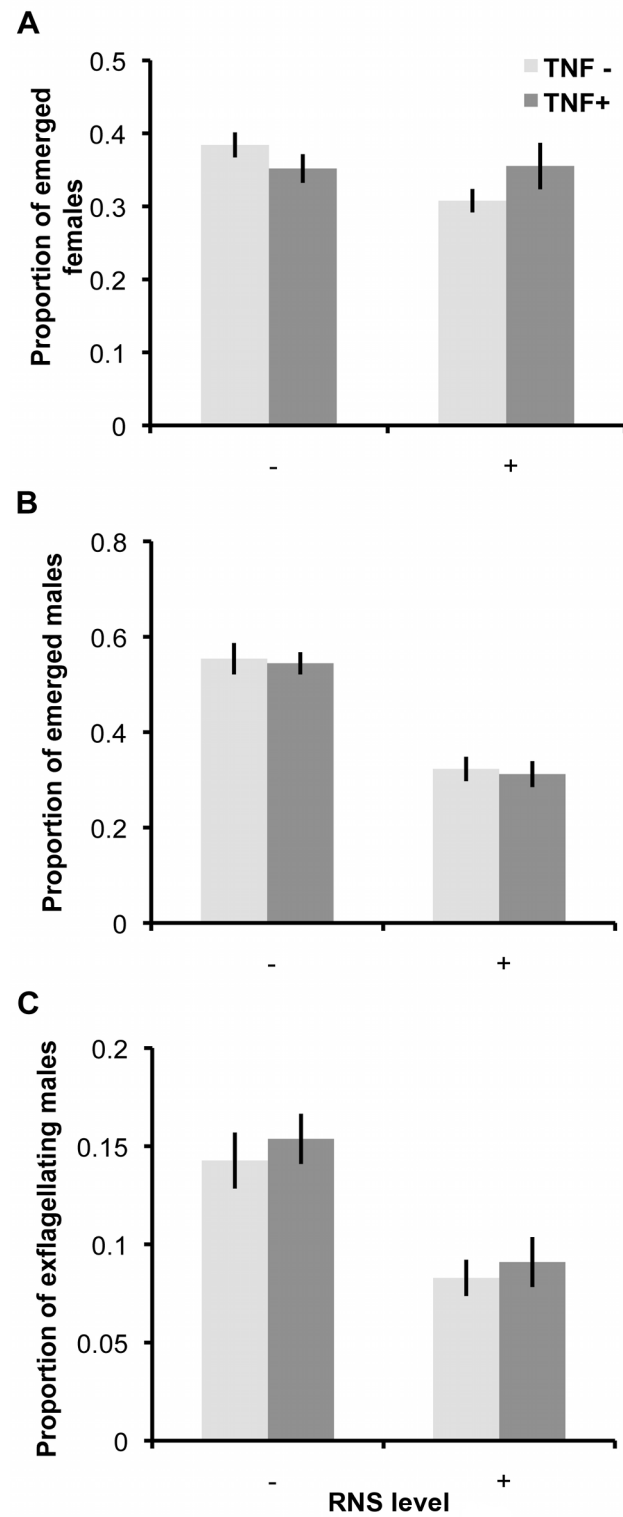 A
Proportion of emerged
females
0.5
0.4
0.3
0.2
0.1
0
TNF -
TNF+
- +
B
Proportion of emerged males
0.8
0.6
0.4
0.2
0
- +
C
Proportion of exflagellating males
0.2
0.15
0.1
0.05
0
- +
RNS level